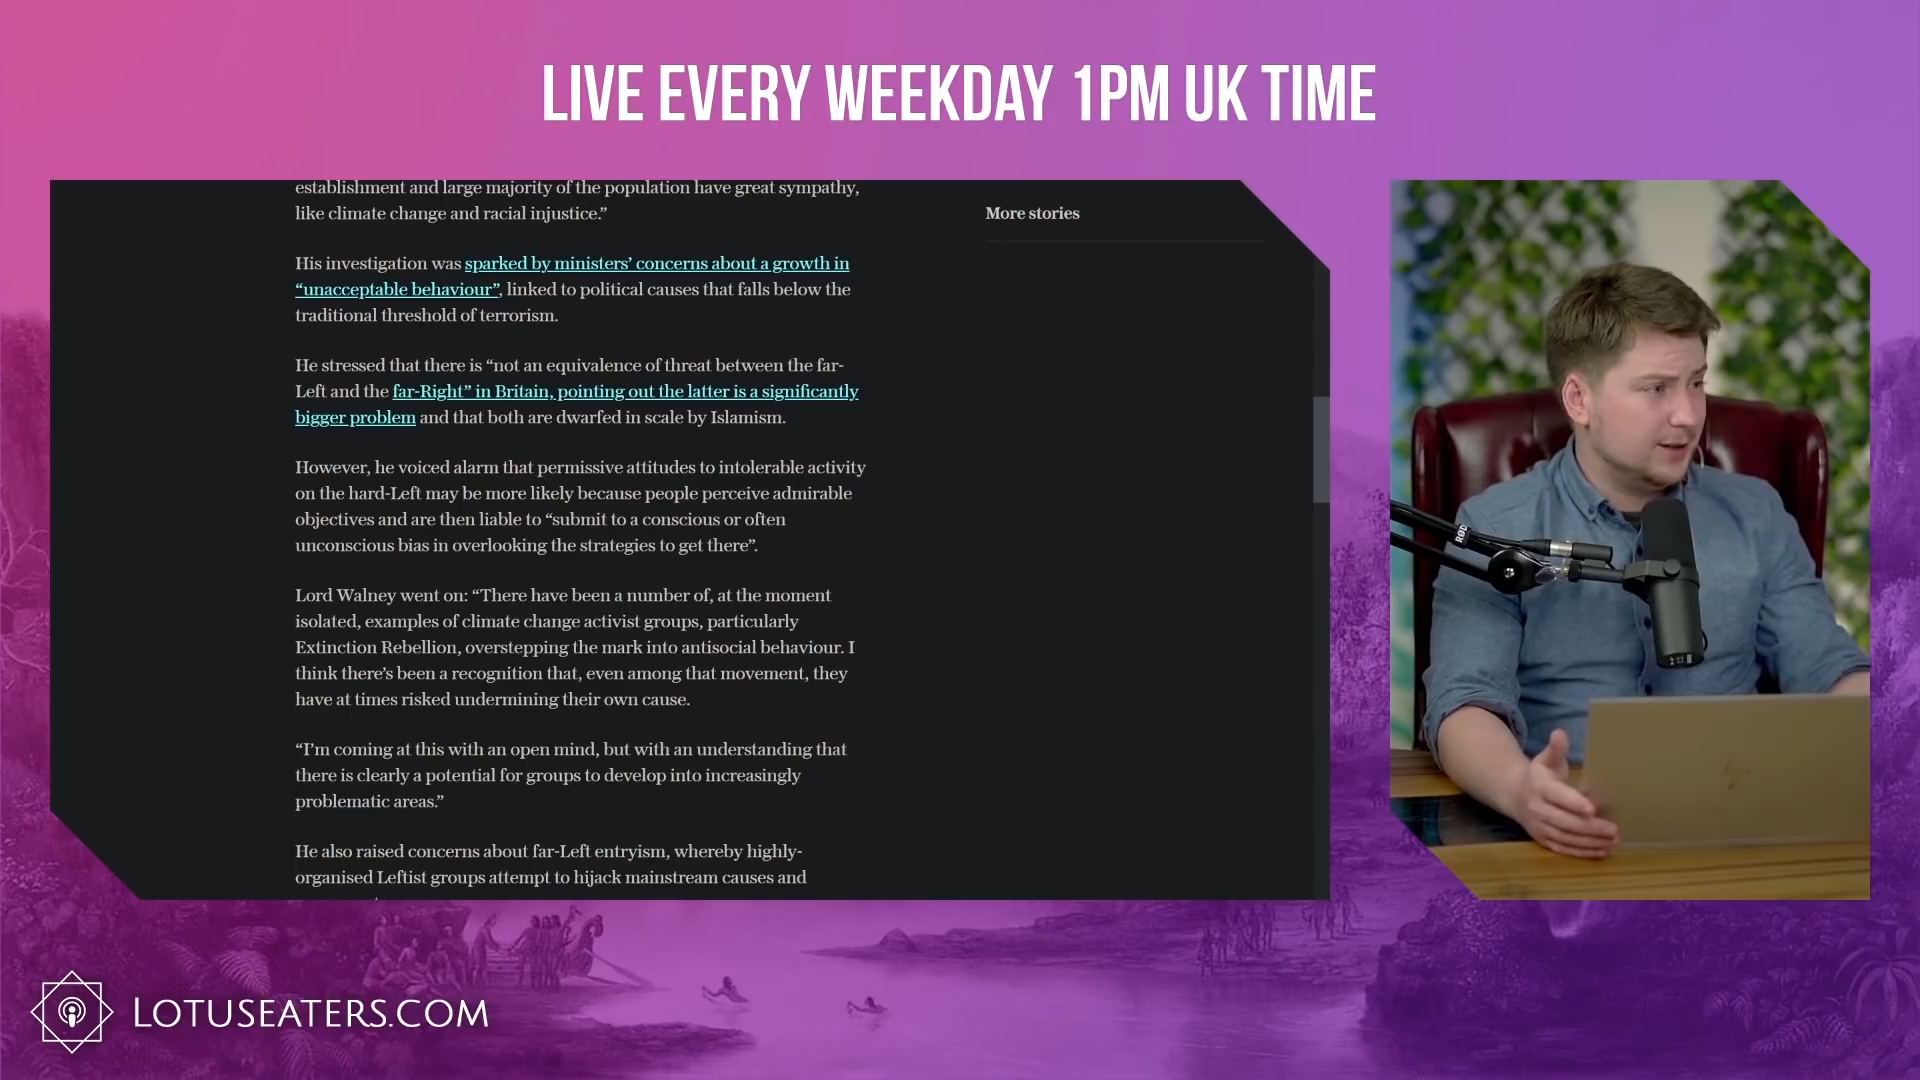 LIVE EVERY WEEKDAY 1PM UK TIME
establishment and large majority of the population have great sympathy,
like climate change and racial injustice.”
His investigation was sparked by ministers’ concerns about a growth in
“unacceptable behaviour”, linked to political causes that falls below the
traditional threshold of terrorism.
He stressed that there is “not an equivalence of threat between the far-
Left and the far-Right” in Britain, pointing out the latter is a significantly
bigger problem and that both are dwarfed in scale by Islamism.
However, he voiced alarm that permissive attitudes to intolerable activity
on the hard-Left may be more likely because people perceive admirable
objectives and are then liable to “submit to a conscious or often
unconscious bias in overlooking the strategies to get there”.
Lord Walney went on: “There have been a number of, at the moment
isolated, examples of climate change activist groups, particularly
Extinction Rebellion, overstepping the mark into antisocial behaviour. I
think there’s been a recognition that, even among that movement, they
have at times risked undermining their own cause.
“I’m coming at this with an open mind, but with an understanding that
there is clearly a potential for groups to develop into increasingly
problematic areas.”
He also raised concerns about far-Left entryism, whereby highly-
organised Leftist groups attempt to hijack mainstream causes and
More stories
RØDE
LOTUSEATERS.COM